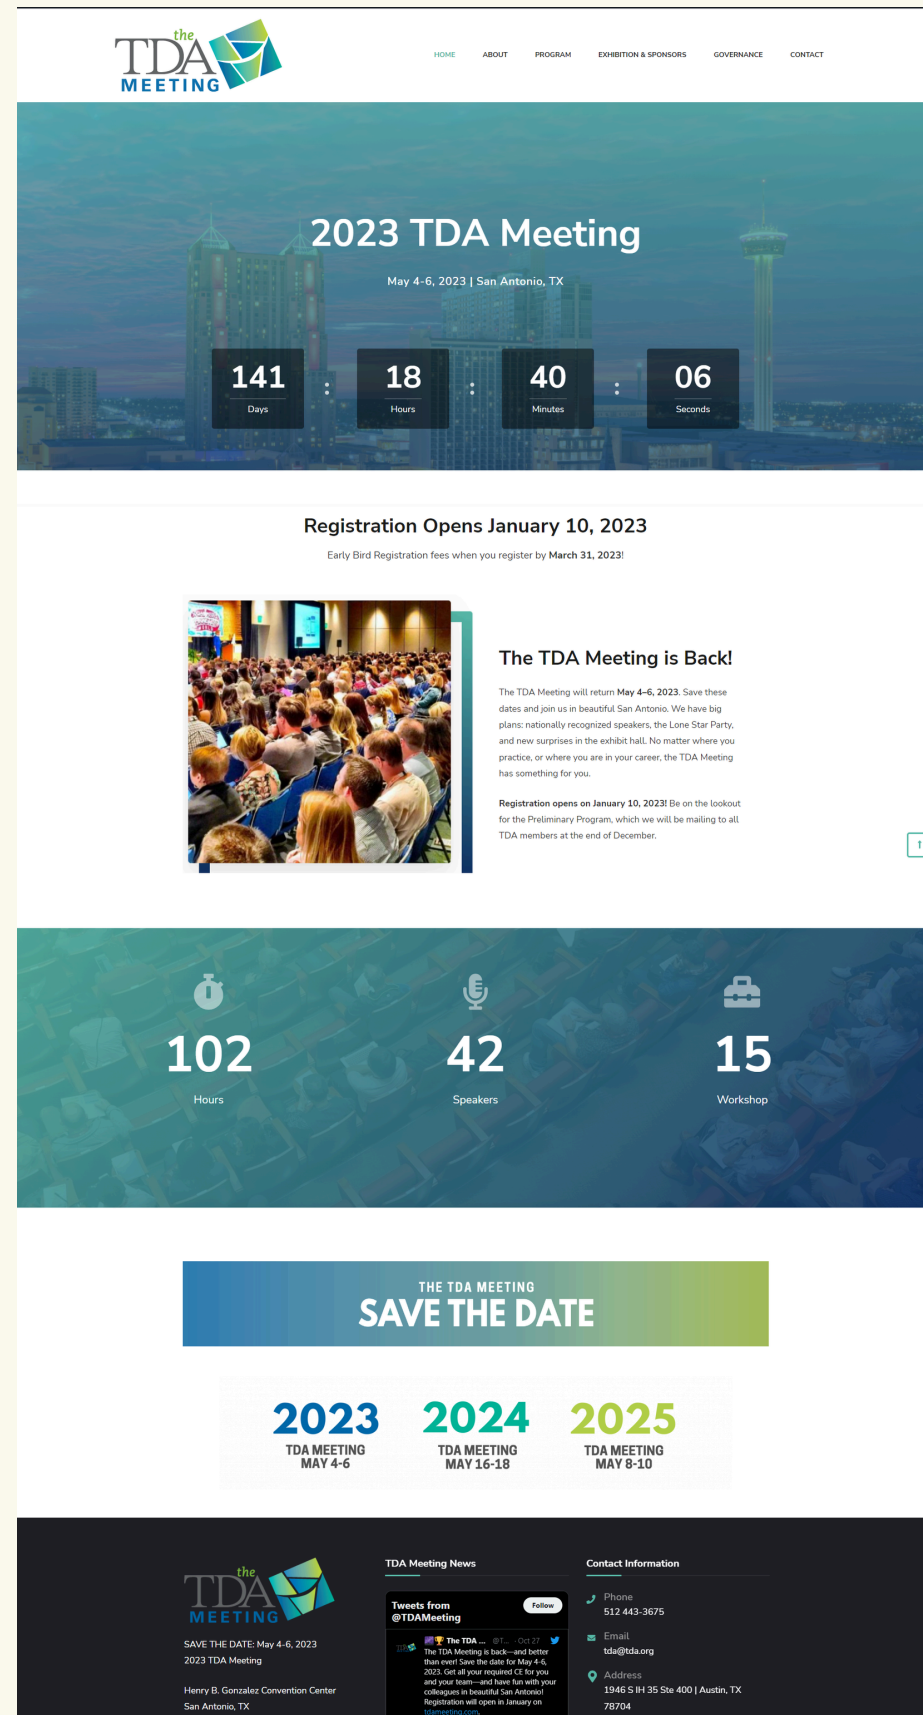 the
TDA
MEETING
HOME ABOUT PROGRAM EXHIBITION & SPONSORS GOVERNANCE CONTACT
2023 TDA Meeting
May 4-6, 2023 | San Antonio, TX
141 : 18 : 40 : 06
Days Hours Minutes Seconds
Registration Opens January 10, 2023
Early Bird Registration fees when you register by March 31, 2023!
The TDA Meeting is Back!
The TDA Meeting will return May 4–6, 2023. Save these
dates and join us in beautiful San Antonio. We have big
plans: nationally recognized speakers, the Lone Star Party,
and new surprises in the exhibit hall. No matter where you
practice, or where you are in your career, the TDA Meeting
has something for you.
Registration opens on January 10, 2023! Be on the lookout
for the Preliminary Program, which we will be mailing to all
TDA members at the end of December.
102 42 15
Hours Speakers Workshop
THE TDA MEETING
SAVE THE DATE
2023 2024 2025
TDA MEETING TDA MEETING TDA MEETING
MAY 4-6 MAY 16-18 MAY 8-10
the
TDA
MEETING
SAVE THE DATE: May 4-6, 2023
2023 TDA Meeting
Henry B. Gonzalez Convention Center
San Antonio, TX
TDA Meeting News
Tweets from
@TDAMeeting
Follow
The TDA ... @T... · Oct 27
The TDA Meeting is back—and better
than ever! Save the date for May 4-6,
2023. Get all your required CE for you
and your team—and have fun with your
colleagues in beautiful San Antonio!
Registration will open in January on
tdameeting.com.
Contact Information
Phone
512 443-3675
Email
tda@tda.org
Address
1946 S IH 35 Ste 400 | Austin, TX
78704